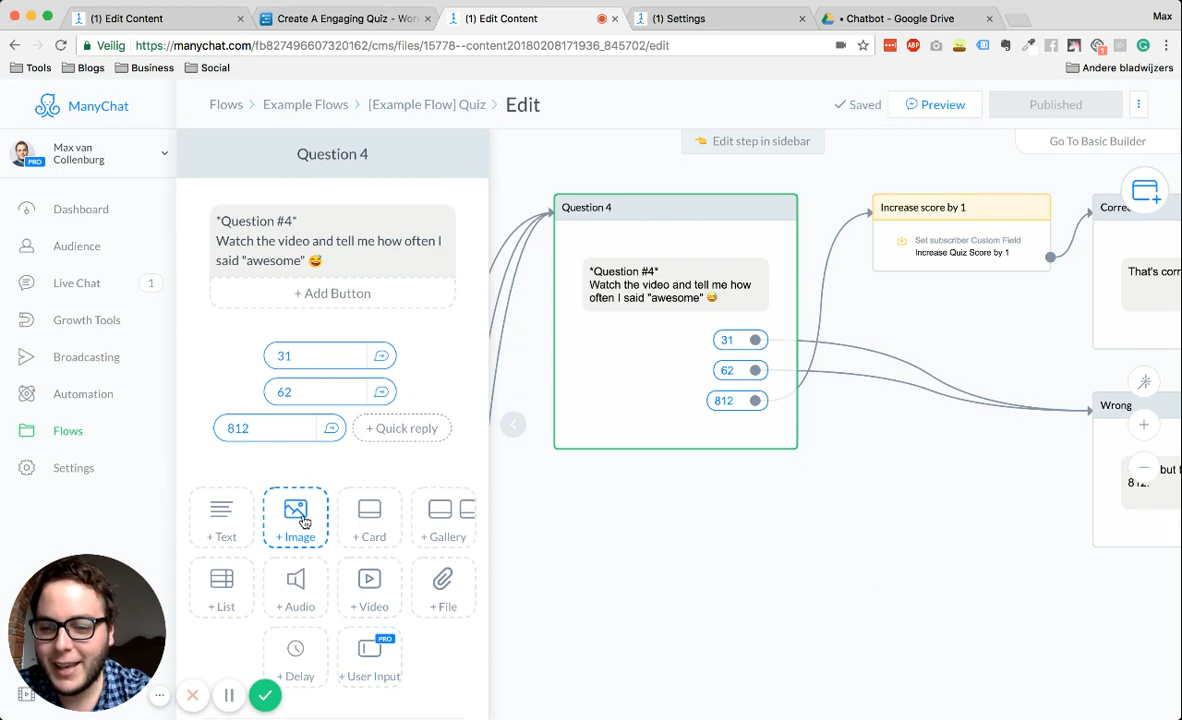 (1) Edit Content
Create A Engaging Quiz - Wor
(1) Edit Content
(1) Settings
• Chatbot - Google Drive
Max
Veilig
https://manychat.com/fb827496607320162/cms/files/15778--content20180208171936_845702/edit
Tools
Blogs
Business
Social
Andere bladwijzers
ManyChat
Flows
Example Flows
[Example Flow] Quiz
Edit
Saved
Preview
Published
Max van
Collenburg
PRO
Question 4
Edit step in sidebar
Go To Basic Builder
Dashboard
Audience
Live Chat
1
Growth Tools
Broadcasting
Automation
Flows
Settings
*Question #4*
Watch the video and tell me how often I
said "awesome" 😅
+ Add Button
31
62
812
+ Quick reply
+ Text
+ Image
+ Card
+ Gallery
+ List
+ Audio
+ Video
+ File
+ Delay
PRO
+ User Input
Question 4
*Question #4*
Watch the video and tell me how
often I said "awesome" 😅
31
62
812
Increase score by 1
Set subscriber Custom Field
Increase Quiz Score by 1
That's corr
Wrong
but t
812.